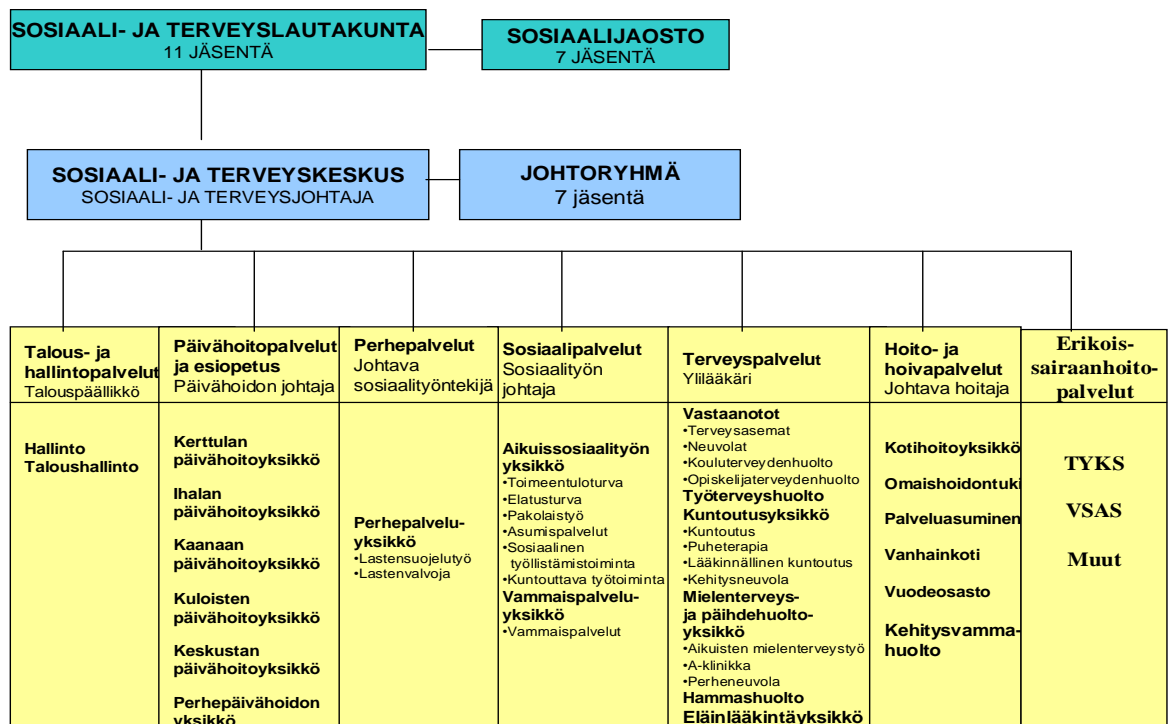 SOSIAALI- JA TERVEYSLAUTAKUNTA
11 JÄSENTÄ
SOSIAALIJAOSTO
7 JÄSENTÄ
SOSIAALI- JA TERVEYSKESKUS
SOSIAALI- JA TERVEYSJOHTAJA
JOHTORYHMÄ
7 jäsentä
Talous- ja
hallintopalvelut
Talouspäällikkö
Hallinto
Taloushallinto
Päivähoitopalvelut
ja esiopetus
Päivähoidon johtaja
Kerttulan
päivähoitoyksikkö
Ihalan
päivähoitoyksikkö
Kaanaan
päivähoitoyksikkö
Kuloisten
päivähoitoyksikkö
Keskustan
päivähoitoyksikkö
Perhepäivähoidon
yksikkö
Perhepalvelut
Johtava
sosiaalityöntekijä
Perhepalvelu-
yksikkö
•Lastensuojelutyö
•Lastenvalvoja
Sosiaalipalvelut
Sosiaalityön
johtaja
Aikuissosiaalityön
yksikkö
•Toimeentuloturva
•Elatusturva
•Pakolaistyö
•Asumispalvelut
•Sosiaalinen
työllistämistoiminta
•Kuntouttava työtoiminta
Vammaispalvelu-
yksikkö
•Vammaispalvelut
Terveyspalvelut
Ylilääkäri
Vastaanotot
•Terveysasemat
•Neuvolat
•Kouluterveydenhuolto
•Opiskelijaterveydenhuolto
Työterveyshuolto
Kuntoutusyksikkö
•Kuntoutus
•Puheterapia
•Lääkinnällinen kuntoutus
•Kehitysneuvola
Mielenterveys-
ja päihdehuolto-
yksikkö
•Aikuisten mielenterveystyö
•A-klinikka
•Perheneuvola
Hammashuolto
Eläinlääkintäyksikkö
Hoito- ja
hoivapalvelut
Johtava hoitaja
Kotihoitoyksikkö
Omaishoidontuki
Palveluasuminen
Vanhainkoti
Vuodeosasto
Kehitysvamma-
huolto
Erikois-
sairaanhoito-
palvelut
TYKS
VSAS
Muut